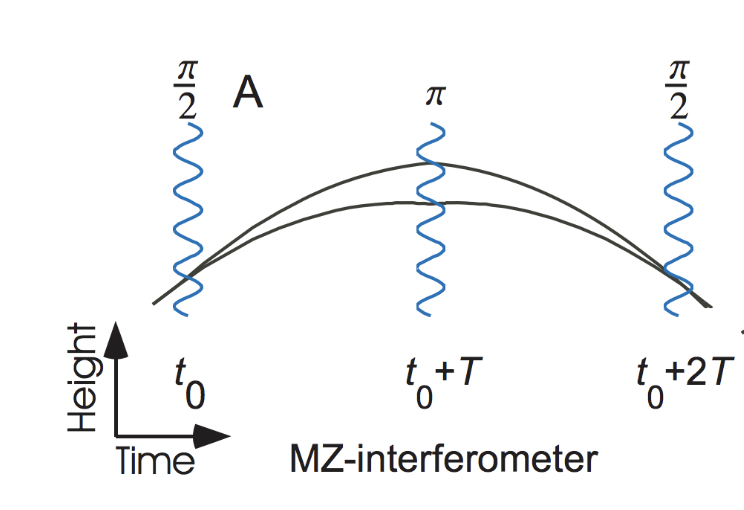 π/2 A π π/2
Height
t₀ t₀+T t₀+2T
Time
MZ-interferometer